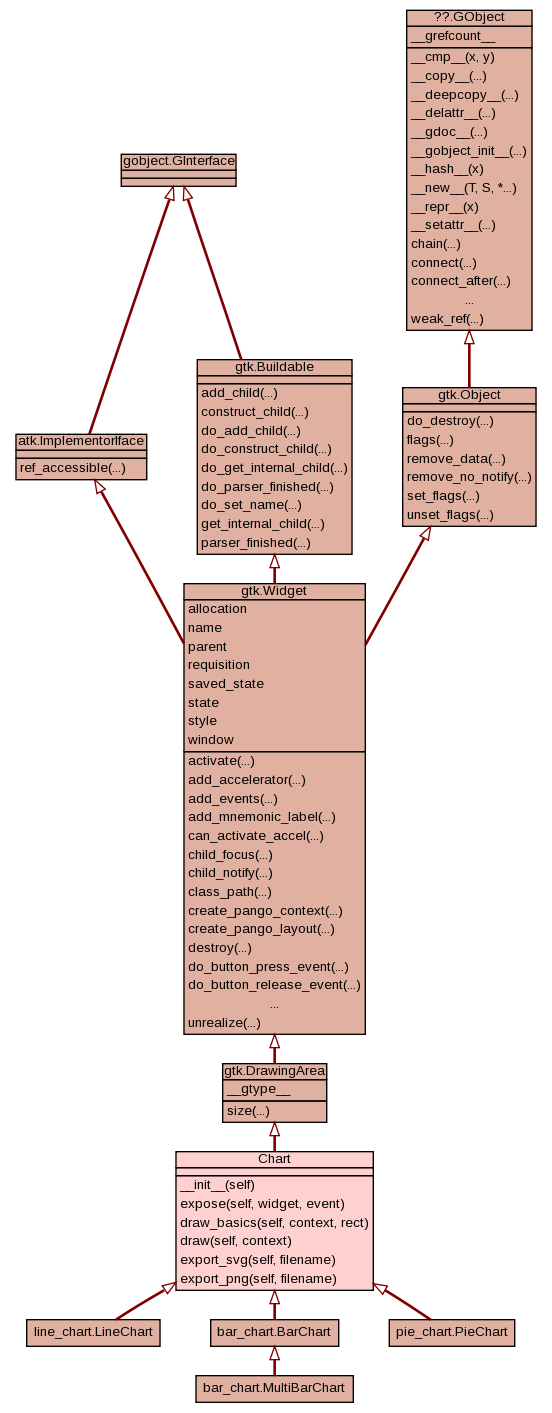 ??.GObject
__grefcount__
__cmp__(x, y)
__copy__(...)
__deepcopy__(...)
__delattr__(...)
__gdoc__(...)
__gobject_init__(...)
__hash__(x)
__new__(T, S, *...)
__repr__(x)
__setattr__(...)
chain(...)
connect(...)
connect_after(...)
...
weak_ref(...)
gobject.GInterface
gtk.Buildable
add_child(...)
construct_child(...)
do_add_child(...)
do_construct_child(...)
do_get_internal_child(...)
do_parser_finished(...)
do_set_name(...)
get_internal_child(...)
parser_finished(...)
gtk.Object
do_destroy(...)
flags(...)
remove_data(...)
remove_no_notify(...)
set_flags(...)
unset_flags(...)
atk.ImplementorIface
ref_accessible(...)
gtk.Widget
allocation
name
parent
requisition
saved_state
state
style
window
activate(...)
add_accelerator(...)
add_events(...)
add_mnemonic_label(...)
can_activate_accel(...)
child_focus(...)
child_notify(...)
class_path(...)
create_pango_context(...)
create_pango_layout(...)
destroy(...)
do_button_press_event(...)
do_button_release_event(...)
...
unrealize(...)
gtk.DrawingArea
__gtype__
size(...)
Chart
__init__(self)
expose(self, widget, event)
draw_basics(self, context, rect)
draw(self, context)
export_svg(self, filename)
export_png(self, filename)
line_chart.LineChart
bar_chart.BarChart
pie_chart.PieChart
bar_chart.MultiBarChart